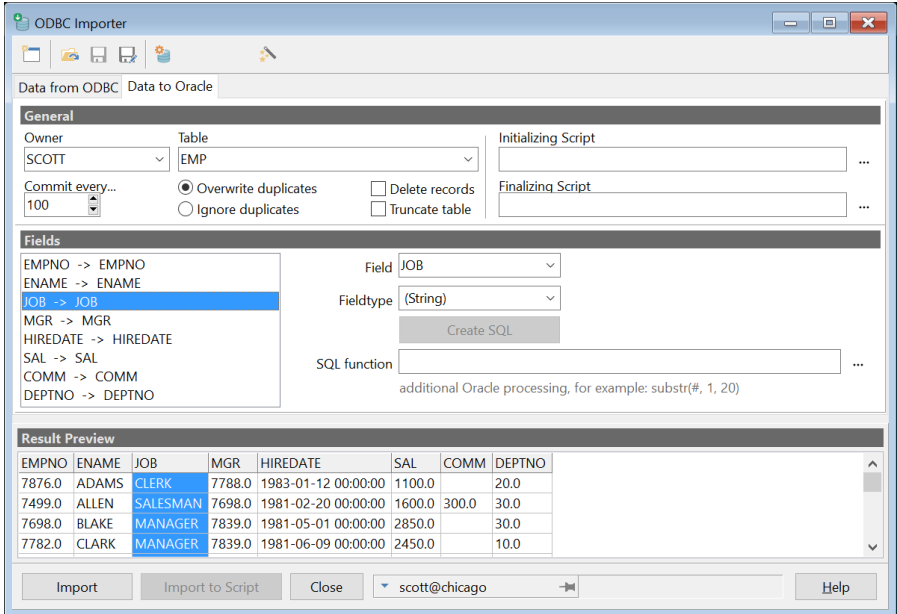 ODBC Importer
Data from ODBC Data to Oracle
General
Owner Table Initializing Script
SCOTT EMP ...
Commit every... Overwrite duplicates Delete records Finalizing Script
100 Ignore duplicates Truncate table ...
Fields
EMPNO -> EMPNO
ENAME -> ENAME
JOB -> JOB
MGR -> MGR
HIREDATE -> HIREDATE
SAL -> SAL
COMM -> COMM
DEPTNO -> DEPTNO
Field JOB
Fieldtype (String)
Create SQL
SQL function ...
additional Oracle processing, for example: substr(#, 1, 20)
Result Preview
EMPNO ENAME JOB MGR HIREDATE SAL COMM DEPTNO
7876.0 ADAMS CLERK 7788.0 1983-01-12 00:00:00 1100.0 20.0
7499.0 ALLEN SALESMAN 7698.0 1981-02-20 00:00:00 1600.0 300.0 30.0
7698.0 BLAKE MANAGER 7839.0 1981-05-01 00:00:00 2850.0 30.0
7782.0 CLARK MANAGER 7839.0 1981-06-09 00:00:00 2450.0 10.0
Import Import to Script Close scott@chicago Help